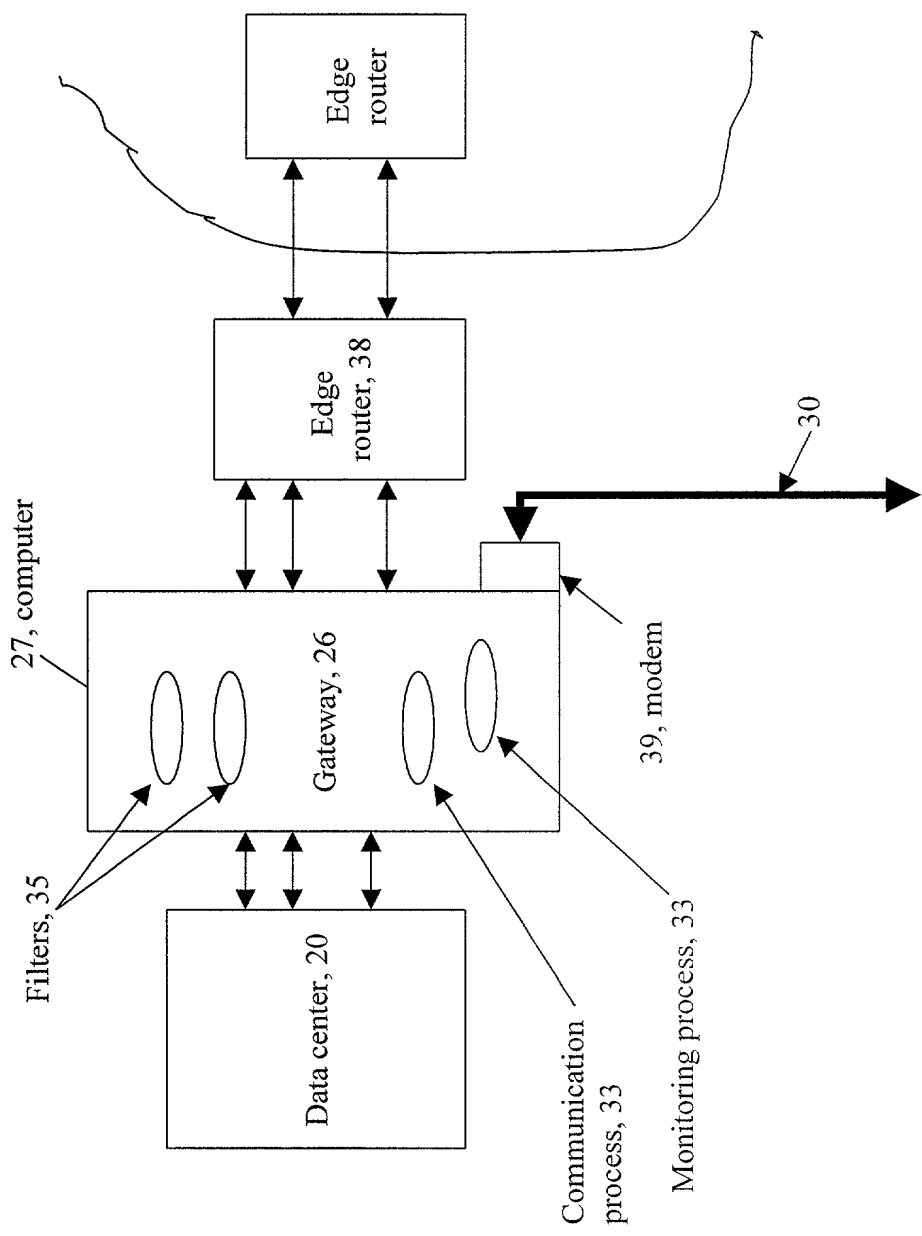 27, computer
Filters, 35
Data center, 20
Gateway, 26
Edge
router, 38
Edge
router
Communication
process, 33
Monitoring process, 33
39, modem
30